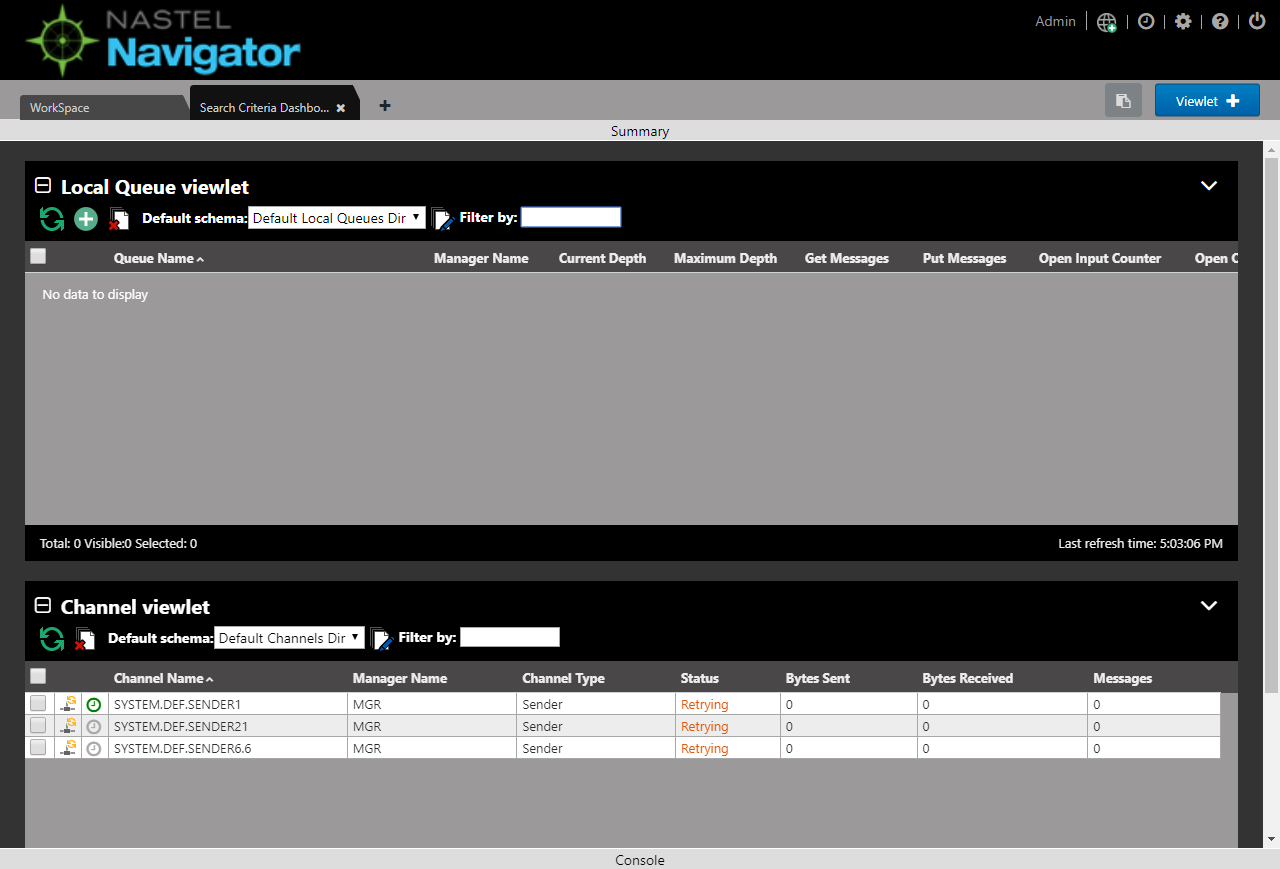 NASTEL
Navigator
Admin
WorkSpace
Search Criteria Dashbo...
Viewlet
Summary
Local Queue viewlet
Default schema: Default Local Queues Dir Filter by:
Queue Name Manager Name Current Depth Maximum Depth Get Messages Put Messages Open Input Counter Open C
No data to display
Total: 0 Visible:0 Selected: 0 Last refresh time: 5:03:06 PM
Channel viewlet
Default schema: Default Channels Dir Filter by:
Channel Name Manager Name Channel Type Status Bytes Sent Bytes Received Messages
SYSTEM.DEF.SENDER1 MGR Sender Retrying 0 0 0
SYSTEM.DEF.SENDER21 MGR Sender Retrying 0 0 0
SYSTEM.DEF.SENDER6.6 MGR Sender Retrying 0 0 0
Console